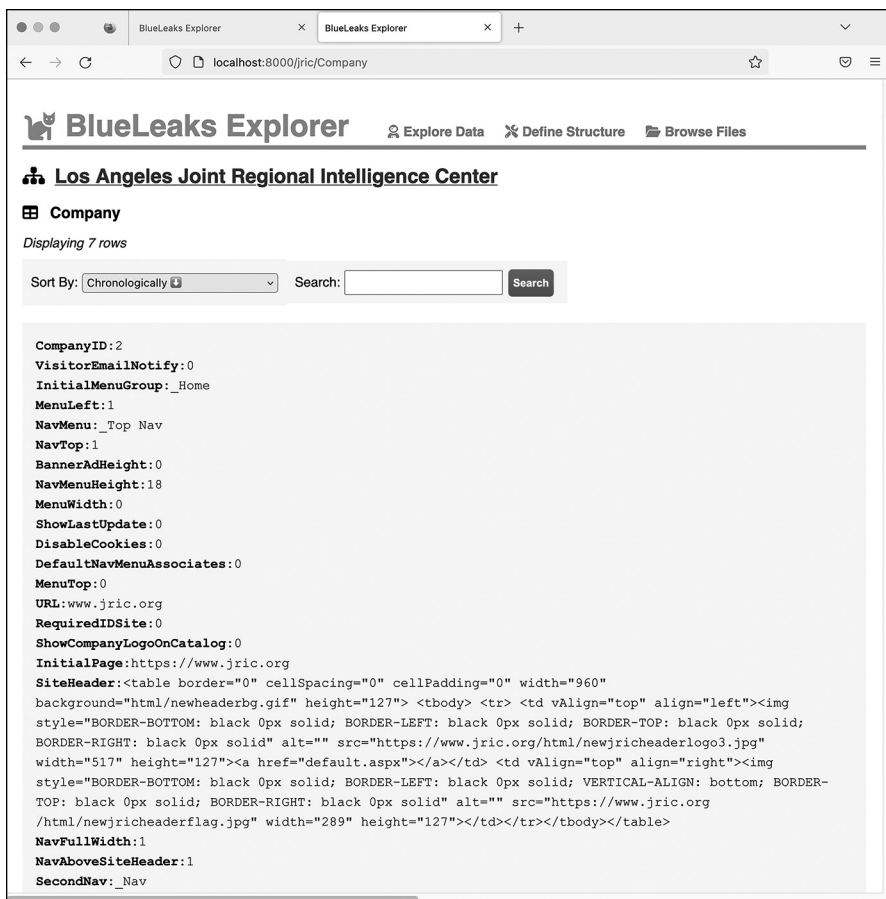 BlueLeaks Explorer
BlueLeaks Explorer
localhost:8000/jric/Company
BlueLeaks Explorer Explore Data Define Structure Browse Files
Los Angeles Joint Regional Intelligence Center
Company
Displaying 7 rows
Sort By: Chronologically Search: Search
CompanyID:2
VisitorEmailNotify:0
InitialMenuGroup:_Home
MenuLeft:1
NavMenu:_Top Nav
NavTop:1
BannerAdHeight:0
NavMenuHeight:18
MenuWidth:0
ShowLastUpdate:0
DisableCookies:0
DefaultNavMenuAssociates:0
MenuTop:0
URL:www.jric.org
RequiredIDSite:0
ShowCompanyLogoOnCatalog:0
InitialPage:https://www.jric.org
SiteHeader:<table border="0" cellSpacing="0" cellPadding="0" width="960"
background="html/newheaderbg.gif" height="127"> <tbody> <tr> <td vAlign="top" align="left"><img
style="BORDER-BOTTOM: black 0px solid; BORDER-LEFT: black 0px solid; BORDER-TOP: black 0px solid;
BORDER-RIGHT: black 0px solid" alt="" src="https://www.jric.org/html/newjricheaderlogo3.jpg"
width="517" height="127"><a href="default.aspx"></a></td> <td vAlign="top" align="right"><img
style="BORDER-BOTTOM: black 0px solid; BORDER-LEFT: black 0px solid; VERTICAL-ALIGN: bottom; BORDER-
TOP: black 0px solid; BORDER-RIGHT: black 0px solid" alt="" src="https://www.jric.org
/html/newjricheaderflag.jpg" width="289" height="127"></td></tr></tbody></table>
NavFullWidth:1
NavAboveSiteHeader:1
SecondNav:_Nav